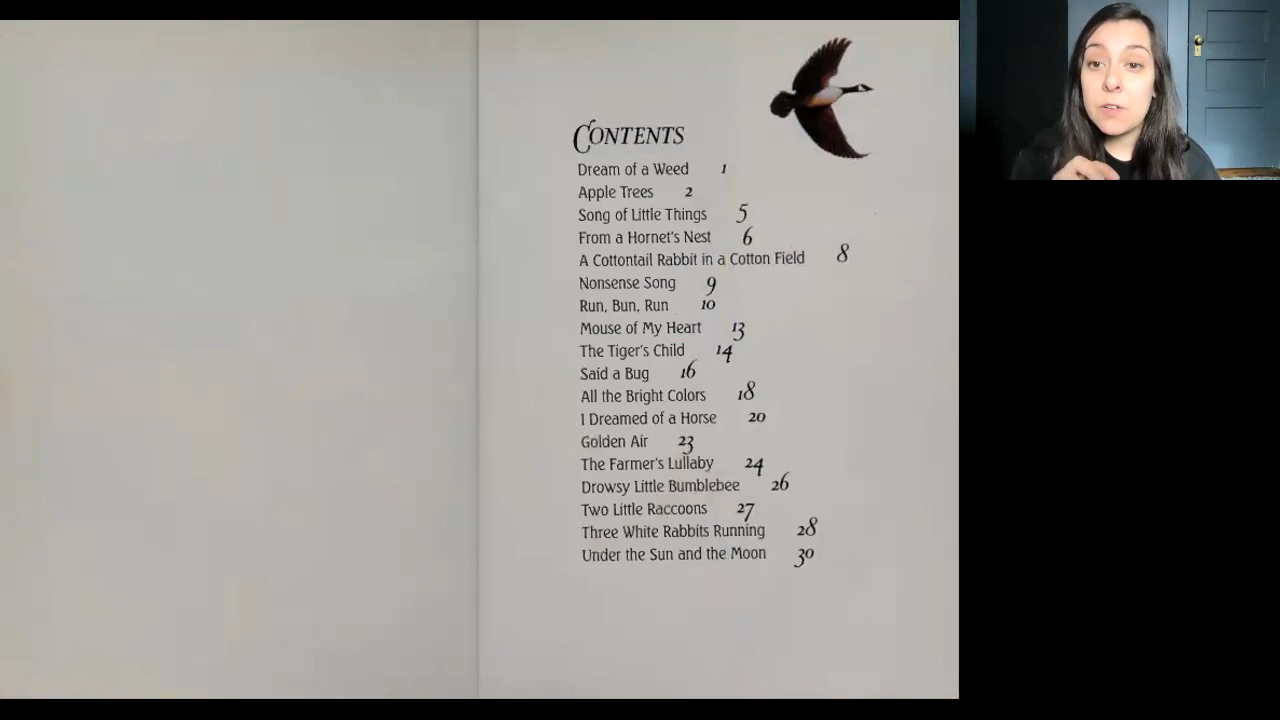 CONTENTS
Dream of a Weed 1
Apple Trees 2
Song of Little Things 5
From a Hornet's Nest 6
A Cottontail Rabbit in a Cotton Field 8
Nonsense Song 9
Run, Bun, Run 10
Mouse of My Heart 13
The Tiger's Child 14
Said a Bug 16
All the Bright Colors 18
I Dreamed of a Horse 20
Golden Air 23
The Farmer's Lullaby 24
Drowsy Little Bumblebee 26
Two Little Raccoons 27
Three White Rabbits Running 28
Under the Sun and the Moon 30